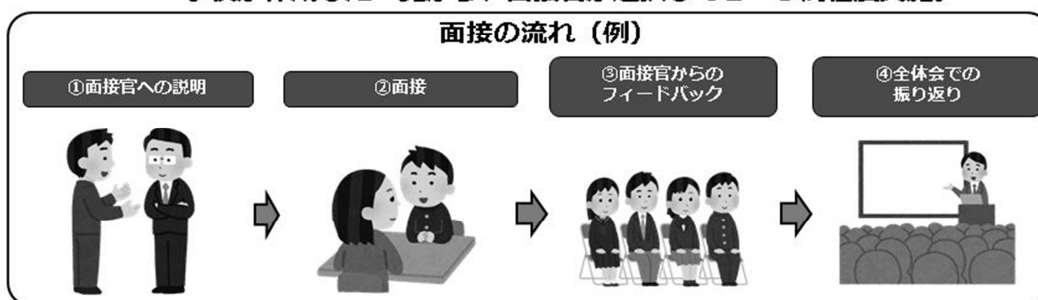 面接の流れ（例）
①面接官への説明
②面接
③面接官からの
フィードバック
④全体会での
振り返り